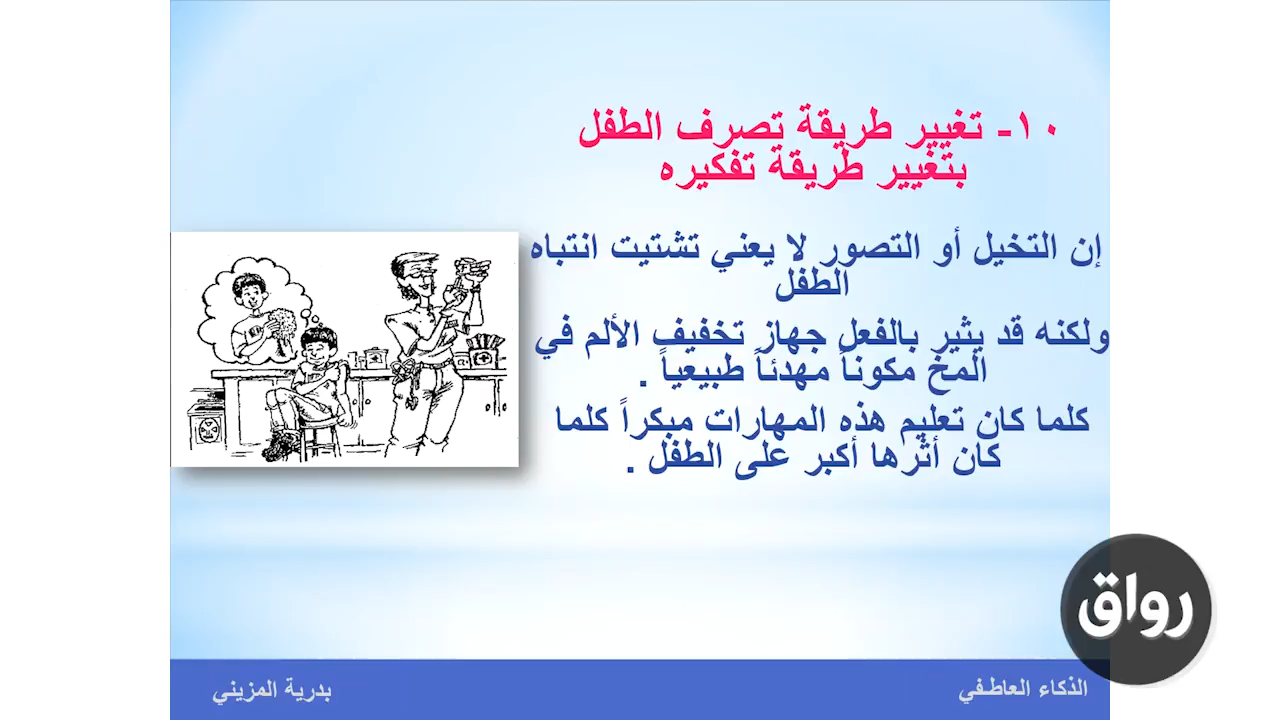 ١٠- تغيير طريقة تصرف الطفل
بتغيير طريقة تفكيره
إن التخيل أو التصور لا يعني تشتيت انتباه
الطفل
ولكنه قد يثير بالفعل جهاز تخفيف الألم في
المخ مكوناً مهدئاً طبيعياً .
كلما كان تعليم هذه المهارات مبكراً كلما
كان أثرها أكبر على الطفل .
رواق
الذكاء العاطفي
بدرية المزيني